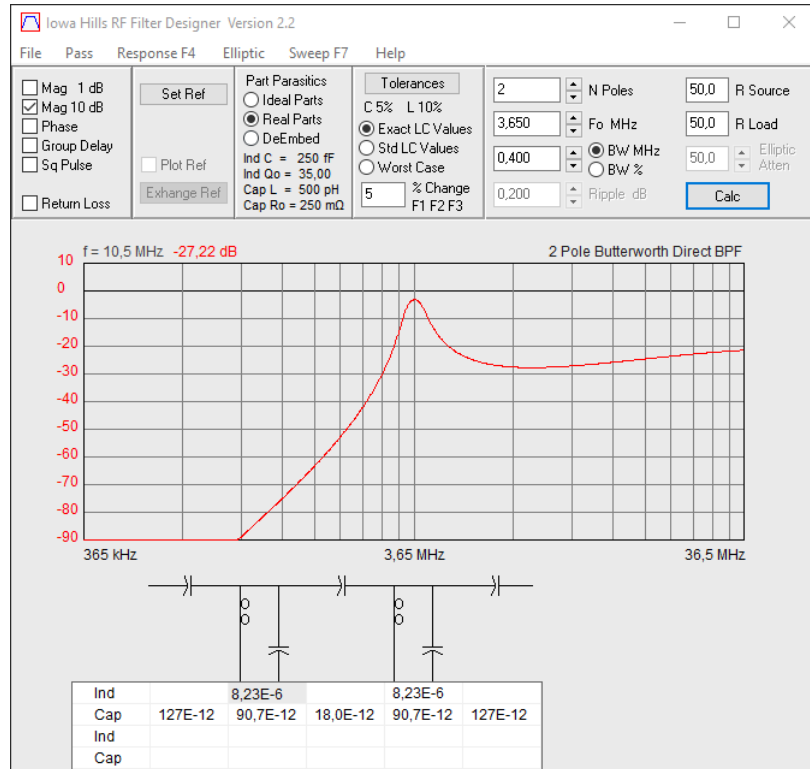 Iowa Hills RF Filter Designer Version 2.2
File Pass Response F4 Elliptic Sweep F7 Help
Mag 1 dB
Mag 10 dB
Phase
Group Delay
Sq Pulse
Return Loss
Set Ref
Plot Ref
Exhange Ref
Part Parasitics
Ideal Parts
Real Parts
DeEmbed
Ind C = 250 fF
Ind Qo = 35,00
Cap L = 500 pH
Cap Ro = 250 mΩ
Tolerances
C 5% L 10%
Exact LC Values
Std LC Values
Worst Case
5 % Change
F1 F2 F3
2 N Poles
3,650 Fo MHz
0,400 BW MHz
BW %
0,200 Ripple dB
50,0 R Source
50,0 R Load
50,0 Elliptic
Atten
Calc
f = 10,5 MHz -27,22 dB
2 Pole Butterworth Direct BPF
10
0
-10
-20
-30
-40
-50
-60
-70
-80
-90
365 kHz 3,65 MHz 36,5 MHz
Ind 8,23E-6 8,23E-6
Cap 127E-12 90,7E-12 18,0E-12 90,7E-12 127E-12
Ind
Cap